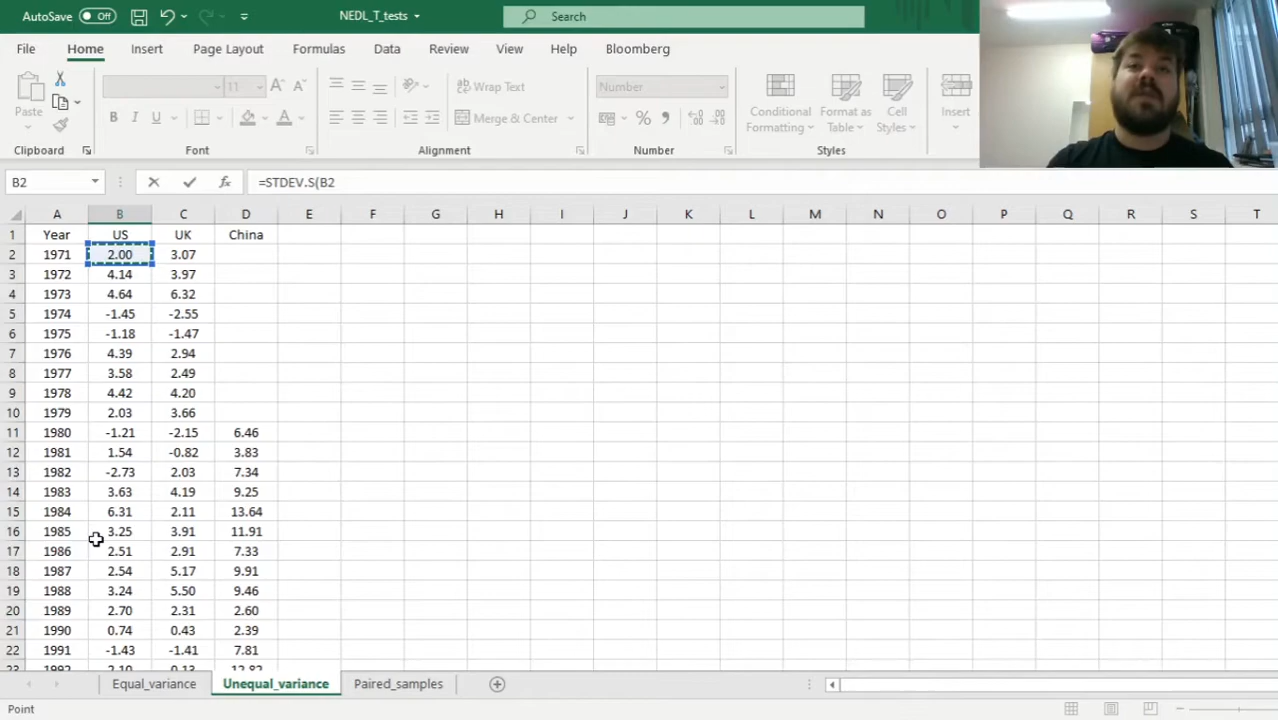 AutoSave Off NEDL_T_tests Search
File Home Insert Page Layout Formulas Data Review View Help Bloomberg
11 A A Wrap Text Number
Paste B I U A Merge & Center % Conditional Formatting Format as Table Cell Styles Insert
Clipboard Font Alignment Number Styles
B2 fx =STDEV.S(B2
A B C D E F G H I J K L M N O P Q R S T
1 Year US UK China
2 1971 2.00 3.07
3 1972 4.14 3.97
4 1973 4.64 6.32
5 1974 -1.45 -2.55
6 1975 -1.18 -1.47
7 1976 4.39 2.94
8 1977 3.58 2.49
9 1978 4.42 4.20
10 1979 2.03 3.66
11 1980 -1.21 -2.15 6.46
12 1981 1.54 -0.82 3.83
13 1982 -2.73 2.03 7.34
14 1983 3.63 4.19 9.25
15 1984 6.31 2.11 13.64
16 1985 3.25 3.91 11.91
17 1986 2.51 2.91 7.33
18 1987 2.54 5.17 9.91
19 1988 3.24 5.50 9.46
20 1989 2.70 2.31 2.60
21 1990 0.74 0.43 2.39
22 1991 -1.43 -1.41 7.81
23 1992 2.10 0.13 12.82
Equal_variance Unequal_variance Paired_samples
Point